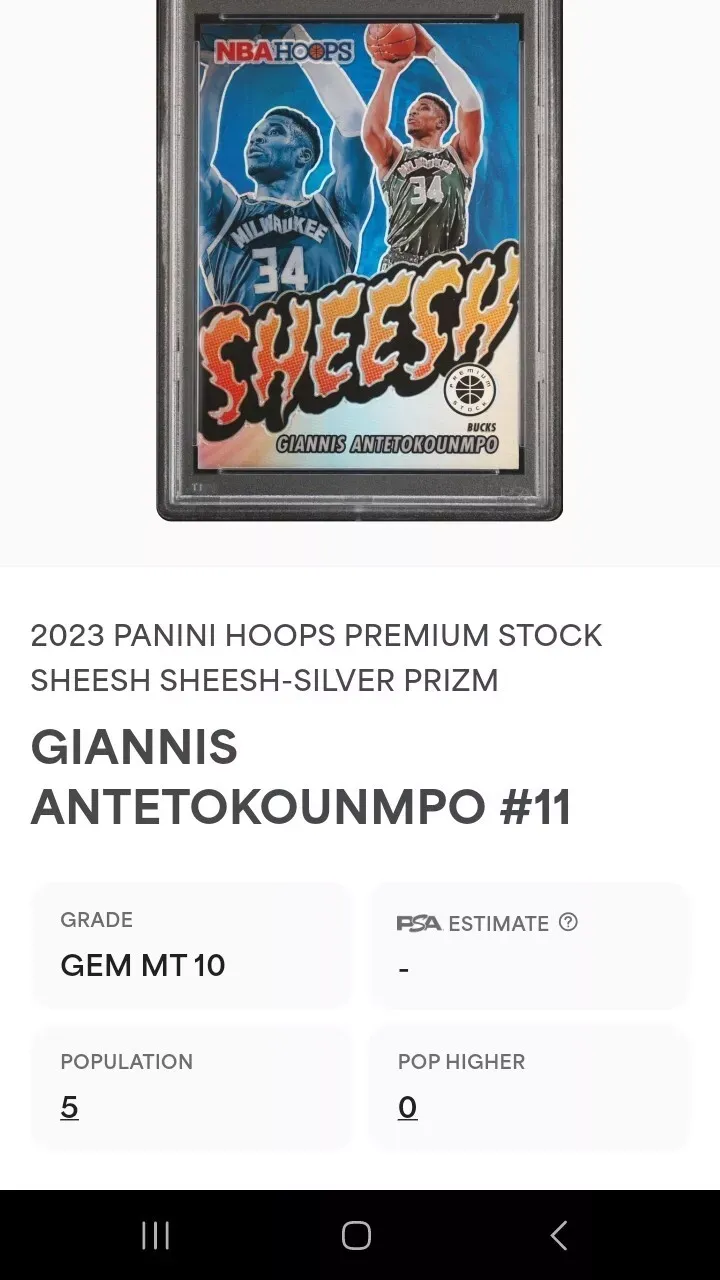 NBA HOOPS
MILWAUKEE
34
MILWAUKEE
34
SHEESH
PREMIUM
STOCK
BUCKS
GIANNIS ANTETOKOUNMPO
2023 PANINI HOOPS PREMIUM STOCK
SHEESH SHEESH-SILVER PRIZM
GIANNIS
ANTETOKOUNMPO #11
GRADE
GEM MT 10
PSA ESTIMATE ?
-
POPULATION
5
POP HIGHER
0